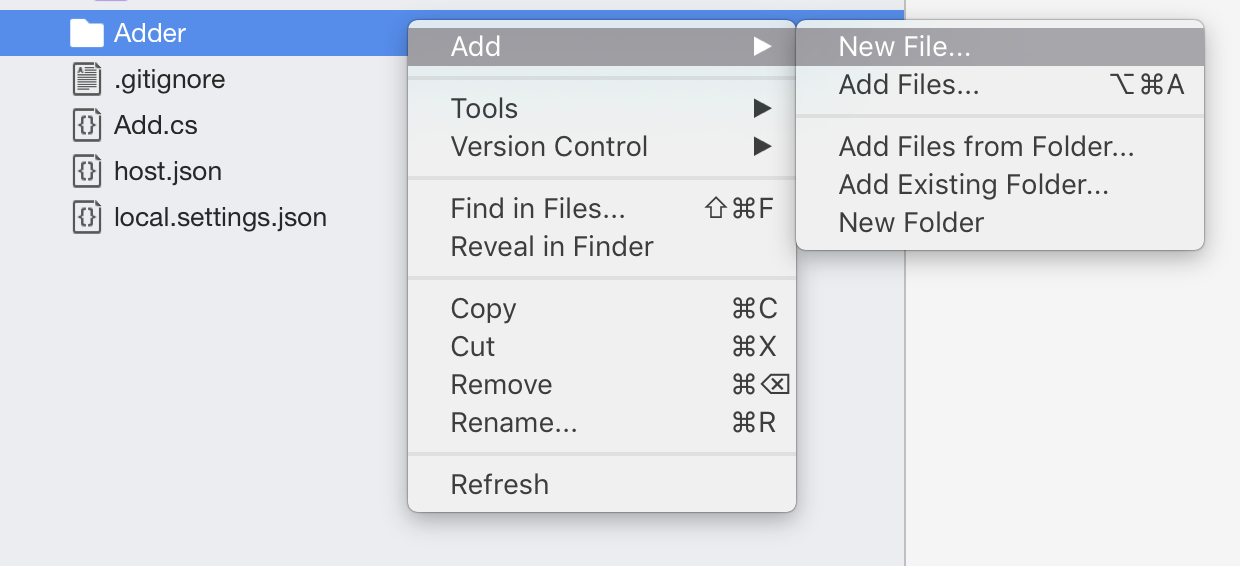 Adder
.gitignore
Add.cs
host.json
local.settings.json
Add ▶
Tools ▶
Version Control ▶
Find in Files... ⇧⌘F
Reveal in Finder
Copy ⌘C
Cut ⌘X
Remove ⌘⌫
Rename... ⌘R
Refresh
New File...
Add Files... ⌥⌘A
Add Files from Folder...
Add Existing Folder...
New Folder